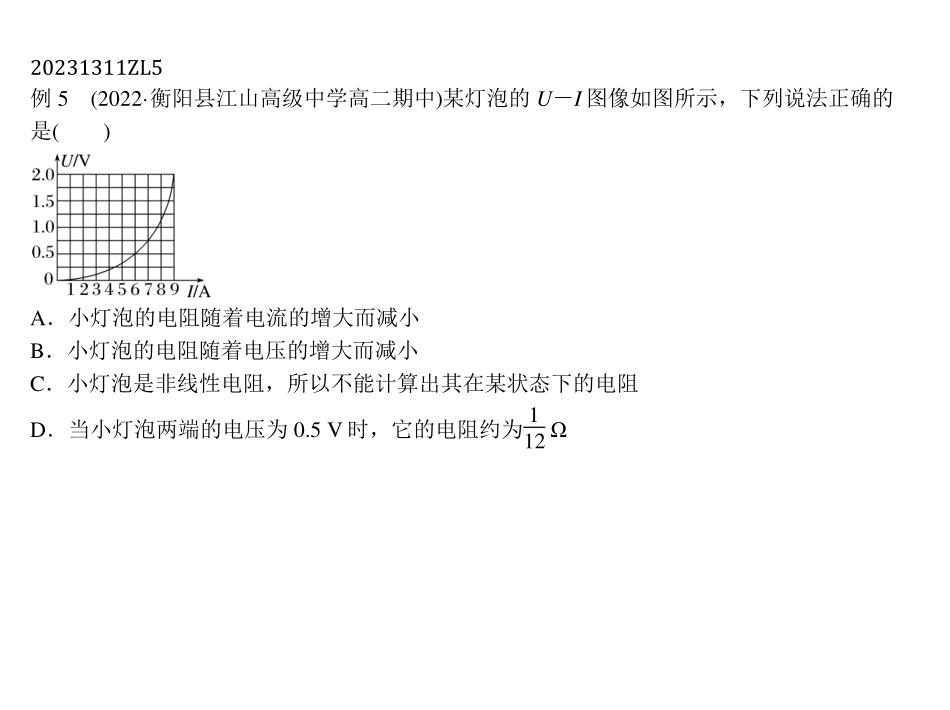 20231311ZL5
例 5　(2022·衡阳县江山高级中学高二期中)某灯泡的 U－I 图像如图所示，下列说法正确的
是(　　)
U/V
2.0
1.5
1.0
0.5
0
1 2 3 4 5 6 7 8 9 I/A
A．小灯泡的电阻随着电流的增大而减小
B．小灯泡的电阻随着电压的增大而减小
C．小灯泡是非线性电阻，所以不能计算出其在某状态下的电阻
D．当小灯泡两端的电压为 0.5 V 时，它的电阻约为1/12 Ω